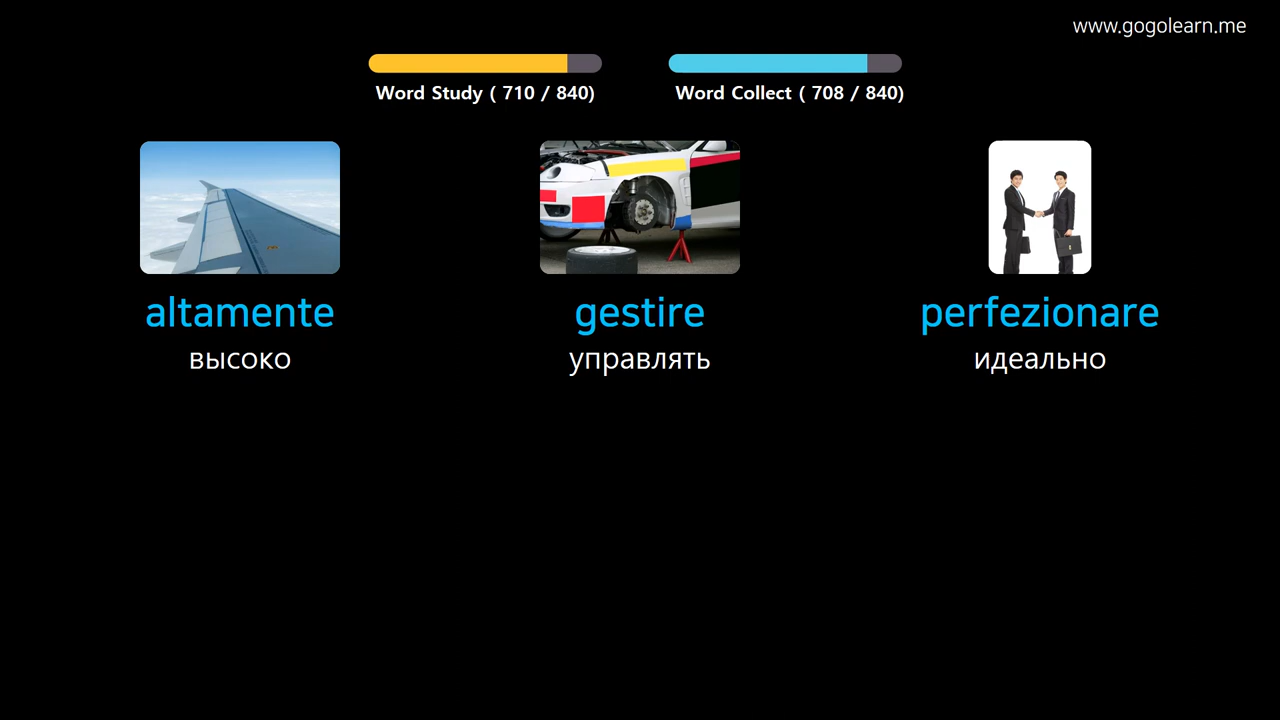 www.gogolearn.me
Word Study ( 710 / 840)
Word Collect ( 708 / 840)
altamente
высоко
gestire
управлять
perfezionare
идеально